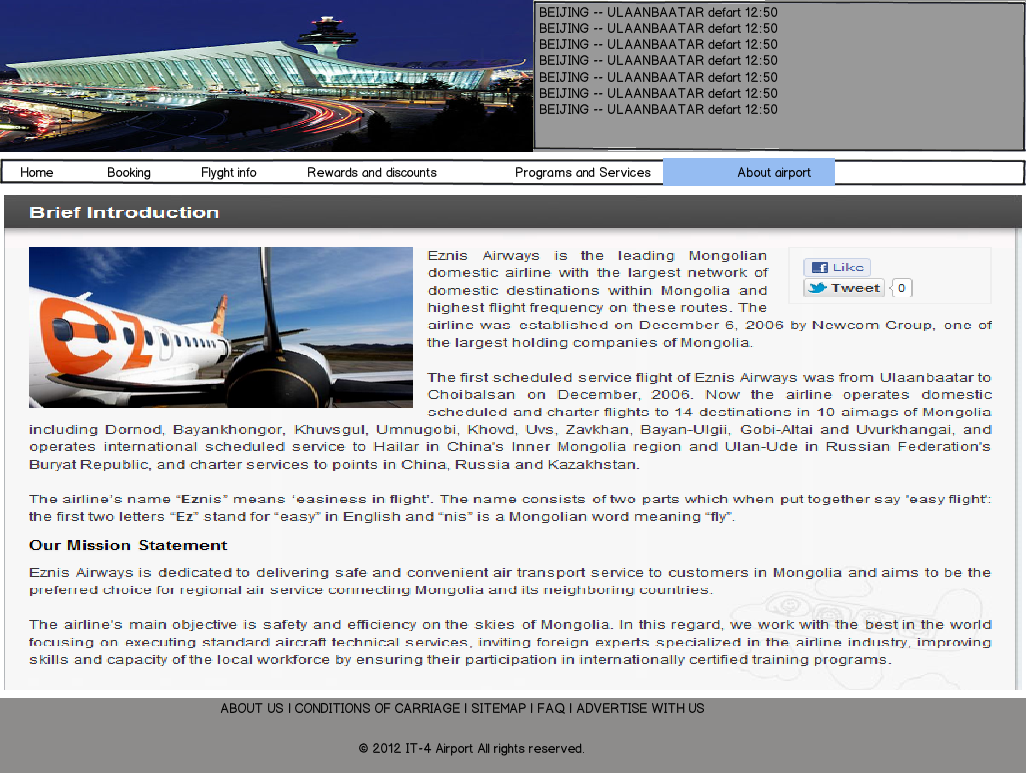 BEIJING -- ULAANBAATAR defart 12:50
BEIJING -- ULAANBAATAR defart 12:50
BEIJING -- ULAANBAATAR defart 12:50
BEIJING -- ULAANBAATAR defart 12:50
BEIJING -- ULAANBAATAR defart 12:50
BEIJING -- ULAANBAATAR defart 12:50
BEIJING -- ULAANBAATAR defart 12:50
Home Booking Flyght info Rewards and discounts Programs and Services About airport
Brief Introduction
ez
Eznis Airways is the leading Mongolian
domestic airline with the largest network of
domestic destinations within Mongolia and
highest flight frequency on these routes. The
airline was established on December 6, 2006 by Newcom Group, one of
the largest holding companies of Mongolia.
Like
Tweet 0
The first scheduled service flight of Eznis Airways was from Ulaanbaatar to
Choibalsan on December, 2006. Now the airline operates domestic
scheduled and charter flights to 14 destinations in 10 aimags of Mongolia
including Dornod, Bayankhongor, Khuvsgul, Umnugobi, Khovd, Uvs, Zavkhan, Bayan-Ulgii, Gobi-Altai and Uvurkhangai, and
operates international scheduled service to Hailar in China's Inner Mongolia region and Ulan-Ude in Russian Federation's
Buryat Republic, and charter services to points in China, Russia and Kazakhstan.
The airline's name “Eznis” means ‘easiness in flight'. The name consists of two parts which when put together say 'easy flight':
the first two letters “Ez” stand for “easy” in English and “nis” is a Mongolian word meaning “fly”.
Our Mission Statement
Eznis Airways is dedicated to delivering safe and convenient air transport service to customers in Mongolia and aims to be the
preferred choice for regional air service connecting Mongolia and its neighboring countries.
The airline's main objective is safety and efficiency on the skies of Mongolia. In this regard, we work with the best in the world
focusing on executing standard aircraft technical services, inviting foreign experts specialized in the airline industry, improving
skills and capacity of the local workforce by ensuring their participation in internationally certified training programs.
ABOUT US | CONDITIONS OF CARRIAGE | SITEMAP | FAQ | ADVERTISE WITH US
© 2012 IT-4 Airport All rights reserved.